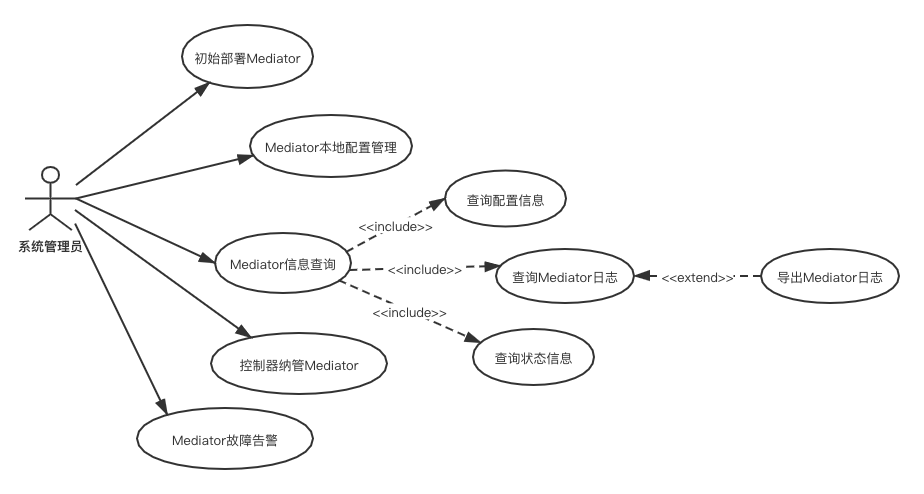 初始部署Mediator
Mediator本地配置管理
系统管理员
查询配置信息
<<include>>
Mediator信息查询
<<include>>
查询Mediator日志
<<extend>>
导出Mediator日志
<<include>>
查询状态信息
控制器纳管Mediator
Mediator故障告警